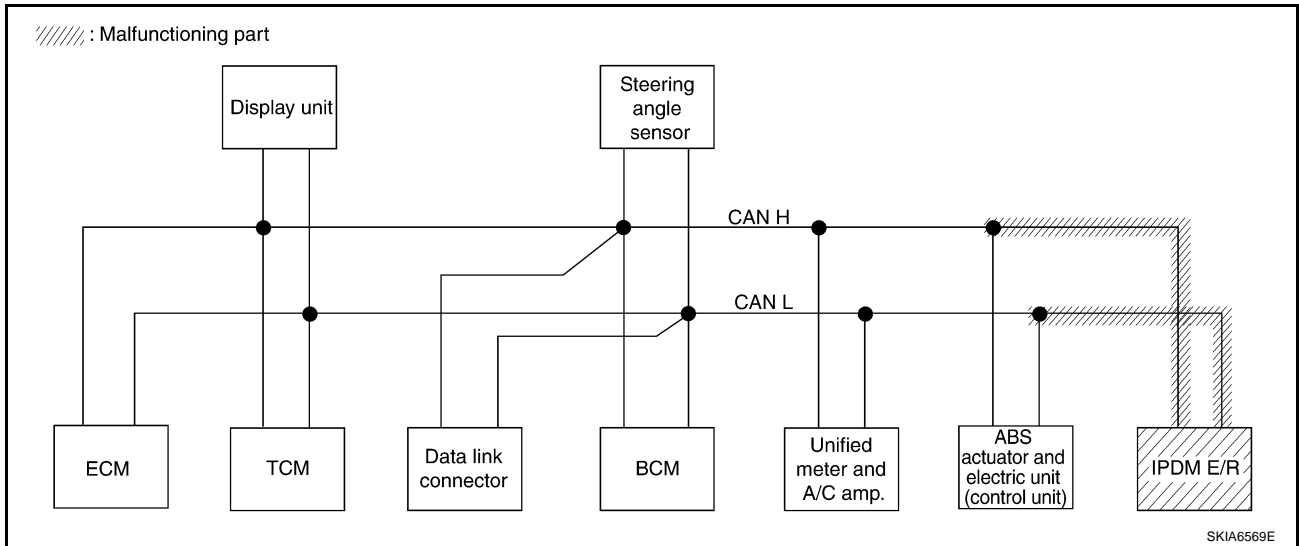 : Malfunctioning part
Display unit
Steering
angle
sensor
CAN H
CAN L
ECM
TCM
Data link
connector
BCM
Unified
meter and
A/C amp.
ABS
actuator and
electric unit
(control unit)
IPDM E/R
SKIA6569E